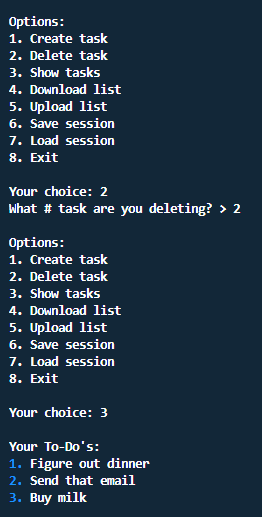 Options:
1. Create task
2. Delete task
3. Show tasks
4. Download list
5. Upload list
6. Save session
7. Load session
8. Exit
Your choice: 2
What # task are you deleting? > 2
Options:
1. Create task
2. Delete task
3. Show tasks
4. Download list
5. Upload list
6. Save session
7. Load session
8. Exit
Your choice: 3
Your To-Do's:
1. Figure out dinner
2. Send that email
3. Buy milk